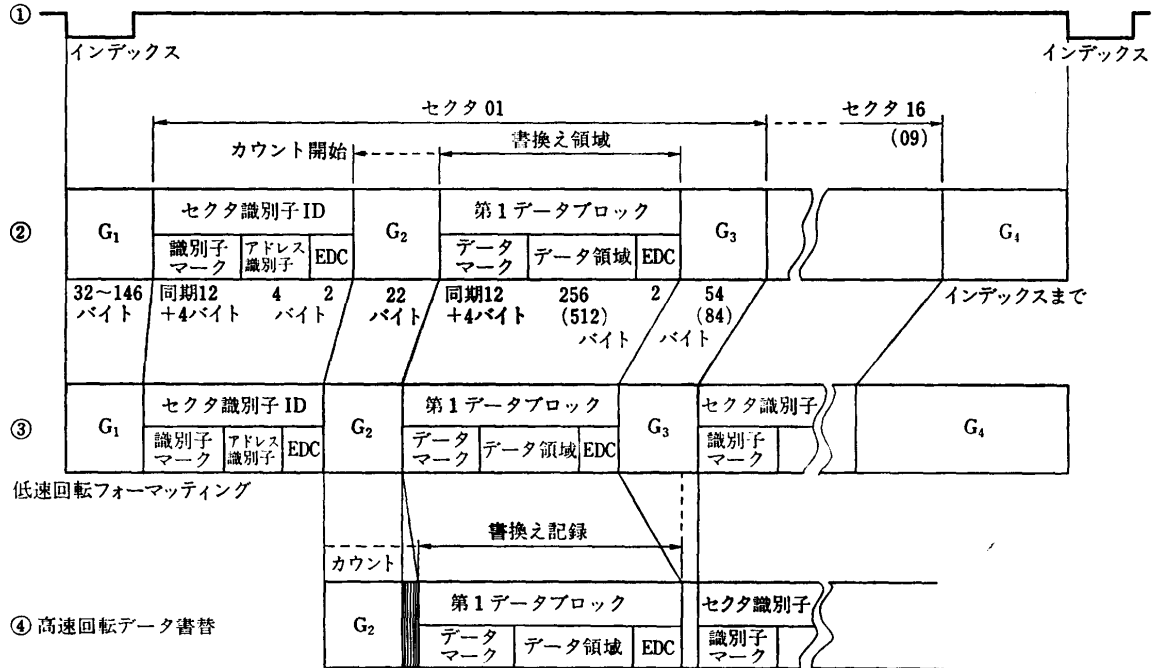 ①
インデックス
インデックス
セクタ 01
セクタ 16
(09)
カウント開始
書換え領域
②
G₁
セクタ識別子 ID
識別子
マーク
アドレス
識別子
EDC
G₂
第1データブロック
データ
マーク
データ領域
EDC
G₃
G₄
32~146
バイト
同期12
+4バイト
4
2
バイト
22
バイト
同期12
+4バイト
256
(512)
2
バイト
54
(84)
バイト
インデックスまで
③
G₁
セクタ識別子 ID
識別子
マーク
アドレス
識別子
EDC
G₂
第1データブロック
データ
マーク
データ領域
EDC
G₃
セクタ識別子
識別子
マーク
G₄
低速回転フォーマッティング
書換え記録
カウント
④ 高速回転データ書替
G₂
第1データブロック
データ
マーク
データ領域
EDC
セクタ識別子
識別子
マーク